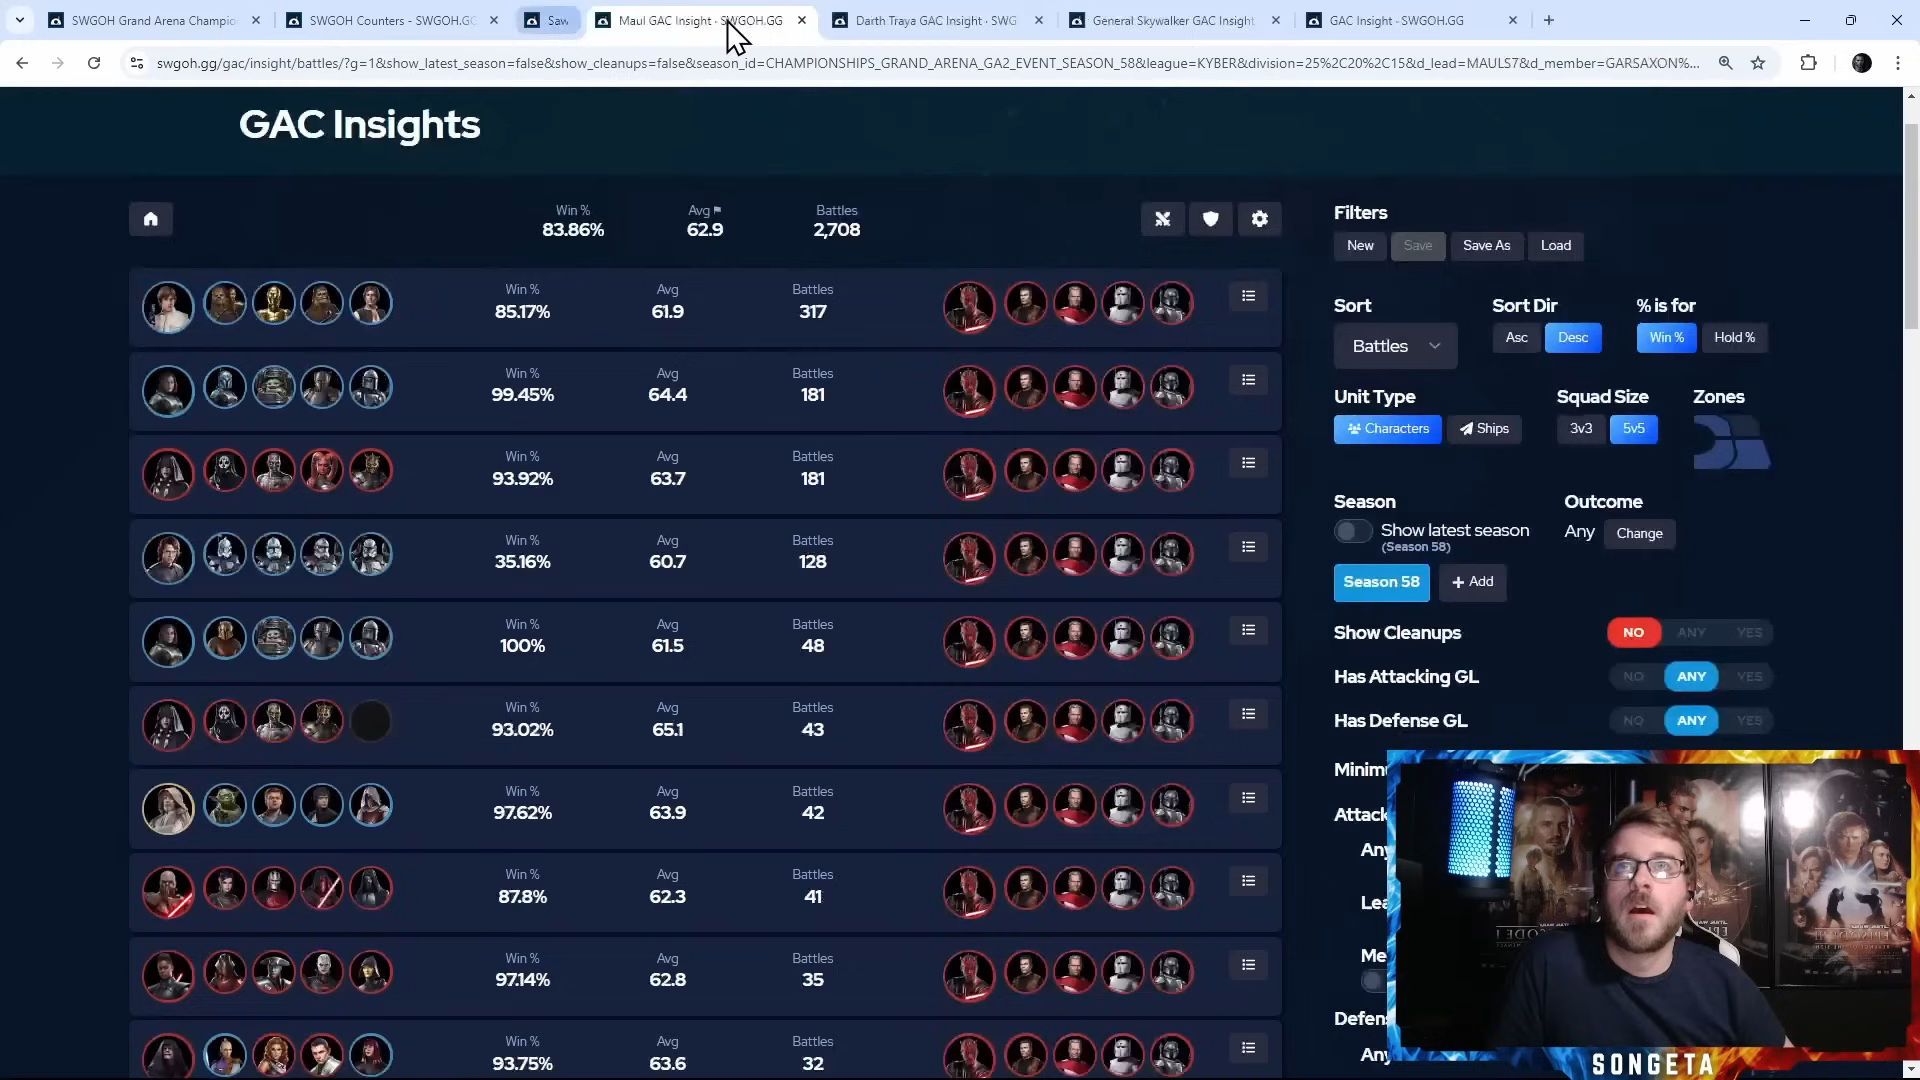 SWGOH Grand Arena Champio
SWGOH Counters - SWGOH.GG
Saw
Maul GAC Insight · SWGOH.GG
Darth Traya GAC Insight · SWG
General Skywalker GAC Insight
GAC Insight - SWGOH.GG
swgoh.gg/gac/insight/battles/?g=1&show_latest_season=false&show_cleanups=false&season_id=CHAMPIONSHIPS_GRAND_ARENA_GA2_EVENT_SEASON_58&league=KYBER&division=25%2C20%2C15&d_lead=MAULS7&d_member=GARSAXON%...
GAC Insights
Win % Avg Battles
83.86% 62.9 2,708
Win % Avg Battles
85.17% 61.9 317
Win % Avg Battles
99.45% 64.4 181
Win % Avg Battles
93.92% 63.7 181
Win % Avg Battles
35.16% 60.7 128
Win % Avg Battles
100% 61.5 48
Win % Avg Battles
93.02% 65.1 43
Win % Avg Battles
97.62% 63.9 42
Win % Avg Battles
87.8% 62.3 41
Win % Avg Battles
97.14% 62.8 35
Win % Avg Battles
93.75% 63.6 32
Filters
New Save Save As Load
Sort Sort Dir % is for
Battles Asc Desc Win % Hold %
Unit Type Squad Size Zones
Characters Ships 3v3 5v5
Season Outcome
Show latest season Any Change
(Season 58)
Season 58 + Add
Show Cleanups NO ANY YES
Has Attacking GL NO ANY YES
Has Defense GL NO ANY YES
Minim
Attack
Any
Lea
Me
Defens
Any
SONGETA